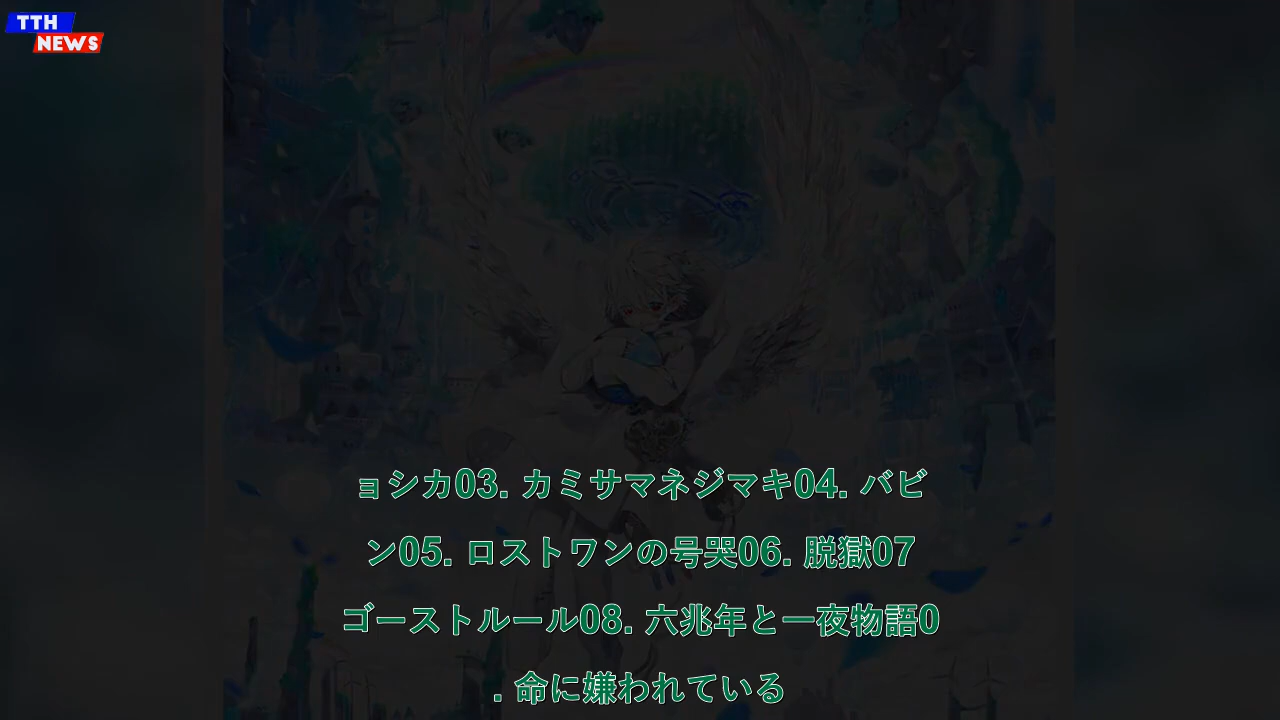 TTH
NEWS
ョシカ03. カミサマネジマキ04. バビ
ン05. ロストワンの号哭06. 脱獄07
ゴーストルール08. 六兆年と一夜物語0
. 命に嫌われている